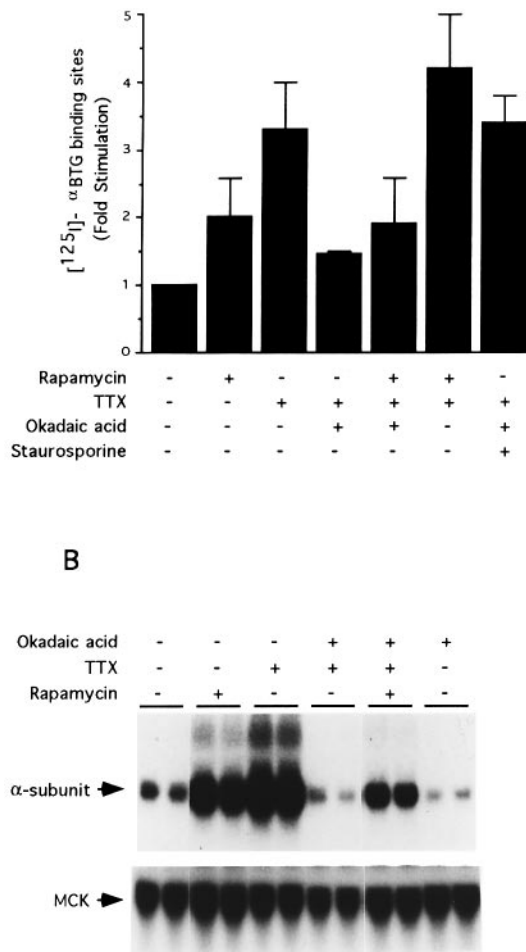 5
4
3
2
1
0
[125I]- αBTG binding sites
(Fold Stimulation)
Rapamycin - + - - + + -
TTX - - + + + + +
Okadaic acid - - - + + - +
Staurosporine - - - - - - +
B
Okadaic acid - - - + + +
TTX - - + + + -
Rapamycin - + - - + -
α-subunit
MCK